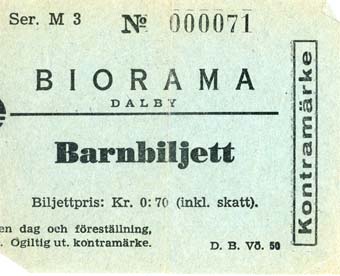 Ser. M 3 No 000071
BIORAMA
DALBY
Barnbiljett
Biljettpris: Kr. 0:70 (inkl. skatt).
en dag och föreställning,
. Ogiltig ut. kontramärke.
D. B. Vö. 50
Kontramärke